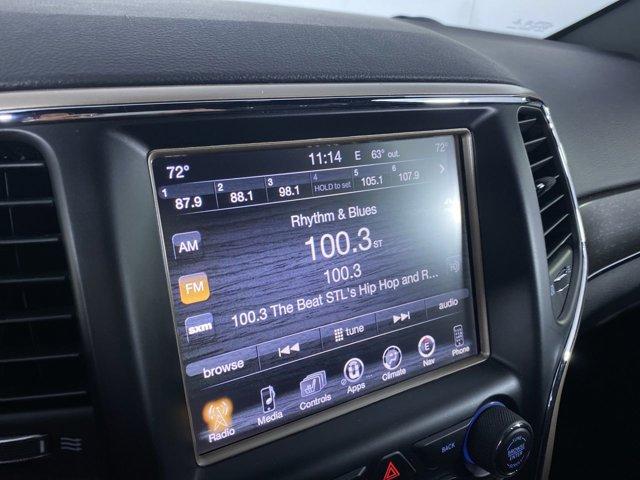 72° 11:14 E 63° out. 72°
1 87.9 2 88.1 3 98.1 4 HOLD to set 5 105.1 6 107.9
Rhythm & Blues
AM
100.3 ST
FM
100.3
100.3 The Beat STL's Hip Hop and R...
sxm
browse tune audio
Radio Media Controls Apps Climate E Nav Phone
BACK
BROWSE
ENTER